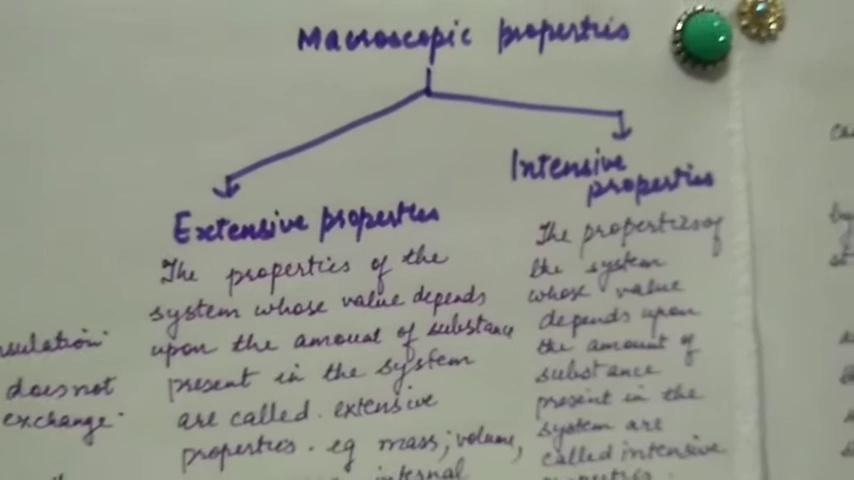 Macroscopic properties
Extensive properties
The properties of the
system whose value depends
upon the amount of substance
present in the system
are called extensive
properties. eg mass, volume,
internal
Intensive
properties
The properties of
the system
whose value
depends upon
the amount of
substance
present in the
system are
called intensive
properties.
does not
exchange.